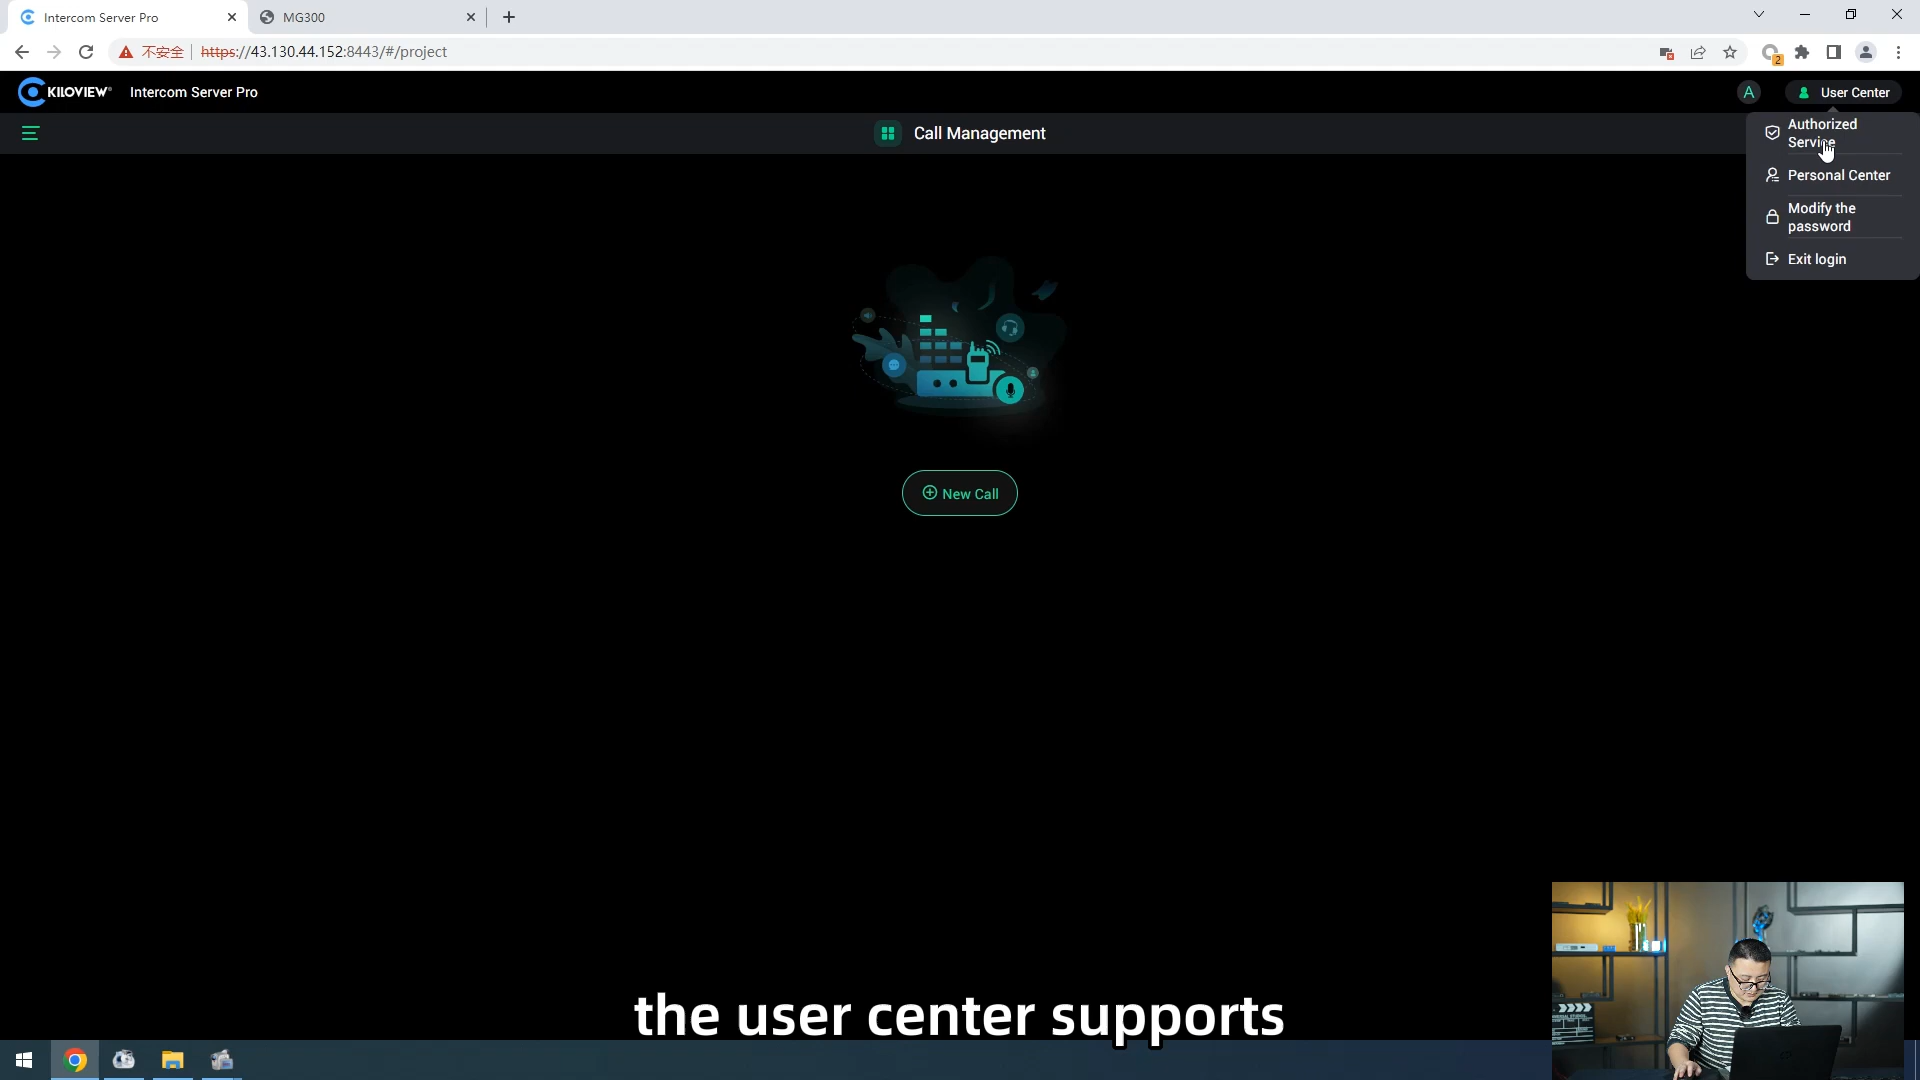 Intercom Server Pro
MG300
不安全
https://43.130.44.152:8443/#/project
2
KILOVIEW
Intercom Server Pro
A
User Center
Call Management
Authorized
Service
Personal Center
Modify the
password
Exit login
New Call
the user center supports